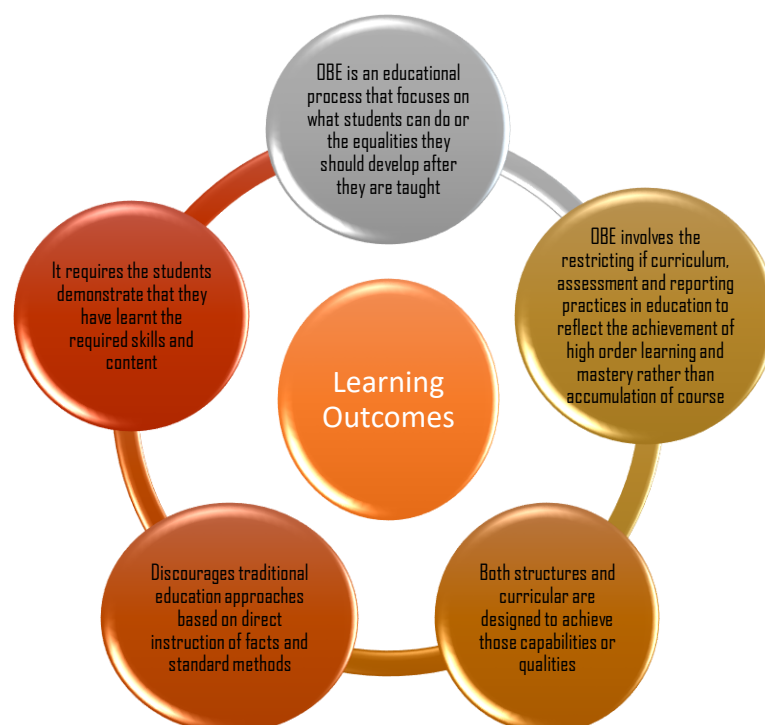 OBE is an educational
process that focuses on
what students can do or
the equalities they
should develop after
they are taught
OBE involves the
restricting if curriculum,
assessment and reporting
practices in education to
reflect the achievement of
high order learning and
mastery rather than
accumulation of course
Both structures and
curricular are
designed to achieve
those capabilities or
qualities
Discourages traditional
education approaches
based on direct
instruction of facts and
standard methods
It requires the students
demonstrate that they
have learnt the
required skills and
content
Learning
Outcomes